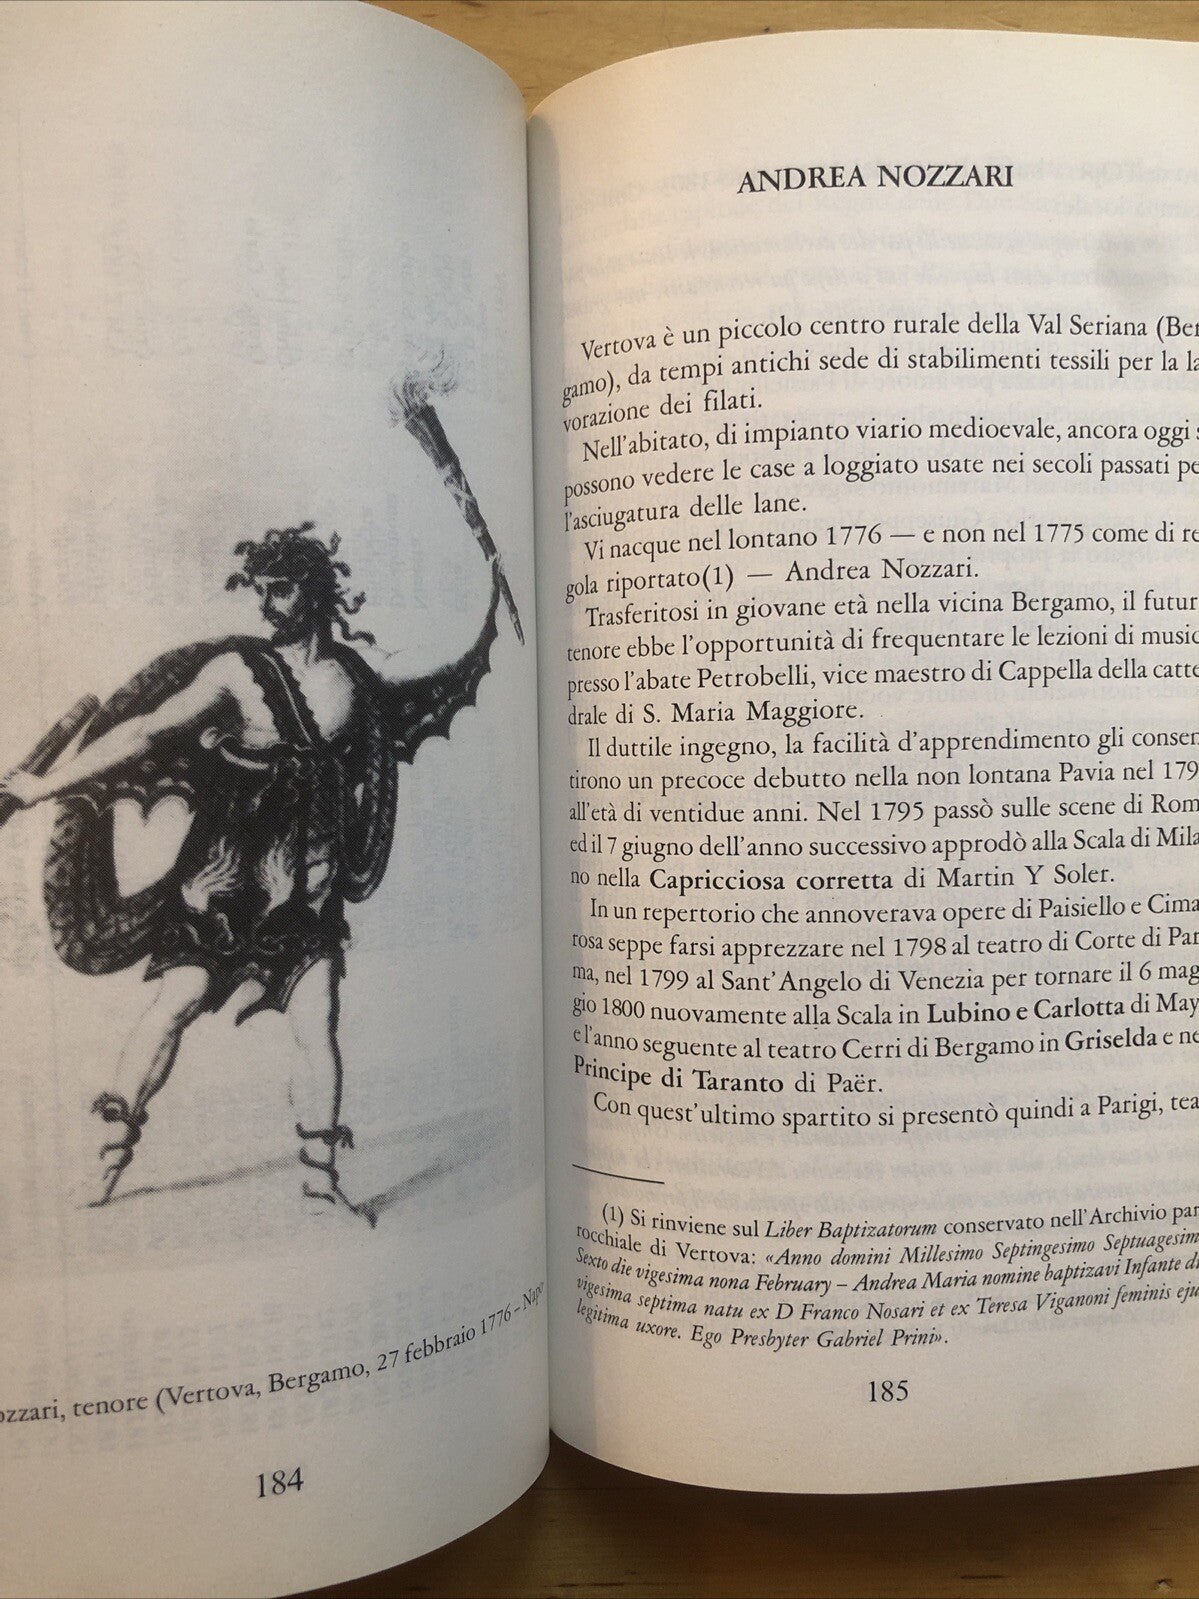 ozzari, tenore (Vertova, Bergamo, 27 febbraio 1776 – Napo
184
ANDREA NOZZARI
Vertova è un piccolo centro rurale della Val Seriana (Ber
gamo), da tempi antichi sede di stabilimenti tessili per la la
vorazione dei filati.
Nell'abitato, di impianto viario medioevale, ancora oggi s
possono vedere le case a loggiato usate nei secoli passati pe
l'asciugatura delle lane.
Vi nacque nel lontano 1776 — e non nel 1775 come di re
gola riportato(1) — Andrea Nozzari.
Trasferitosi in giovane età nella vicina Bergamo, il futur
tenore ebbe l'opportunità di frequentare le lezioni di music
presso l'abate Petrobelli, vice maestro di Cappella della catte
drale di S. Maria Maggiore.
Il duttile ingegno, la facilità d'apprendimento gli consen
tirono un precoce debutto nella non lontana Pavia nel 179
all'età di ventidue anni. Nel 1795 passò sulle scene di Rom
ed il 7 giugno dell'anno successivo approdò alla Scala di Mila
no nella Capricciosa corretta di Martin Y Soler.
In un repertorio che annoverava opere di Paisiello e Cima
rosa seppe farsi apprezzare nel 1798 al teatro di Corte di Par
ma, nel 1799 al Sant'Angelo di Venezia per tornare il 6 mag
gio 1800 nuovamente alla Scala in Lubino e Carlotta di May
e l'anno seguente al teatro Cerri di Bergamo in Griselda e ne
Principe di Taranto di Paër.
Con quest'ultimo spartito si presentò quindi a Parigi, tea
(1) Si rinviene sul Liber Baptizatorum conservato nell'Archivio par
rocchiale di Vertova: «Anno domini Millesimo Septingesimo Septuagesim
Sexto die vigesima nona February – Andrea Maria nomine baptizavi Infante di
vigesima septima natu ex D Franco Nosari et ex Teresa Viganoni feminis eju
legitima uxore. Ego Presbyter Gabriel Prini».
185